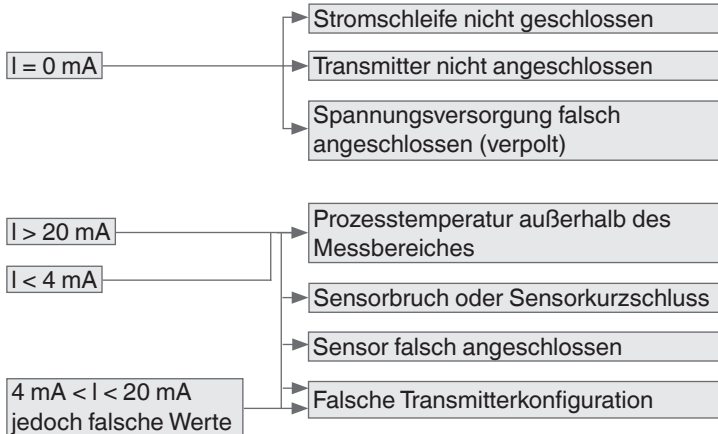 I = 0 mA
Stromschleife nicht geschlossen
Transmitter nicht angeschlossen
Spannungsversorgung falsch
angeschlossen (verpolt)
I > 20 mA
I < 4 mA
Prozesstemperatur außerhalb des
Messbereiches
Sensorbruch oder Sensorkurzschluss
Sensor falsch angeschlossen
4 mA < I < 20 mA
jedoch falsche Werte
Falsche Transmitterkonfiguration